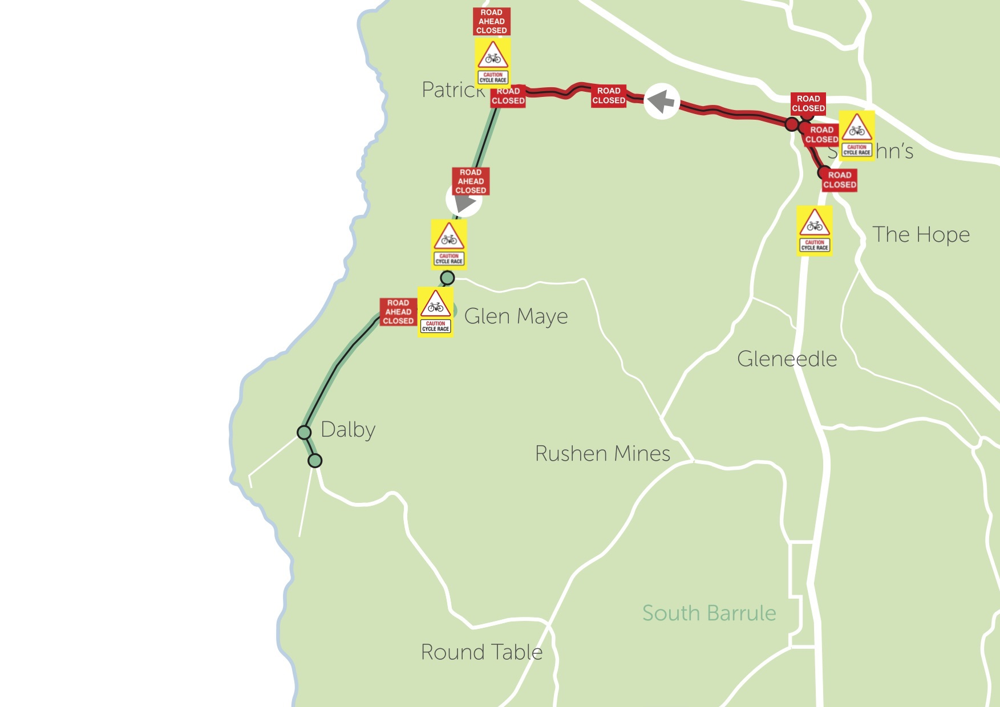 ROAD
AHEAD
CLOSED
CAUTION
CYCLE RACE
Patrick
ROAD
CLOSED
ROAD
CLOSED
ROAD
CLOSED
ROAD
CLOSED
CAUTION
CYCLE RACE
S hn's
ROAD
CLOSED
ROAD
AHEAD
CLOSED
CAUTION
CYCLE RACE
CAUTION
CYCLE RACE
The Hope
ROAD
AHEAD
CLOSED
CAUTION
CYCLE RACE
Glen Maye
Gleneedle
Dalby
Rushen Mines
South Barrule
Round Table